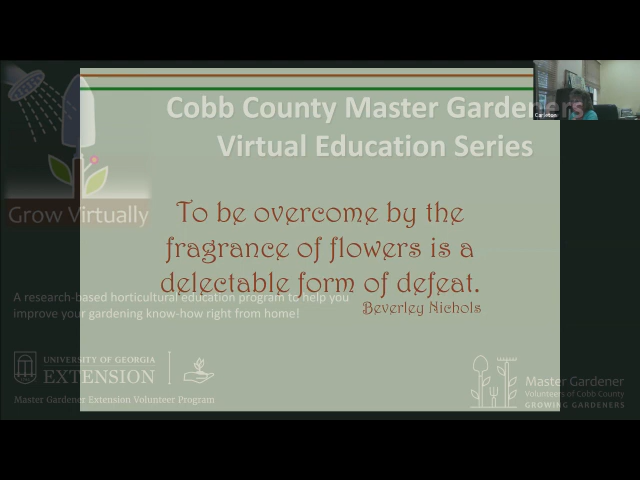 Cobb County Master Gardeners
Virtual Education Series
Carleton
Grow Virtually
To be overcome by the
fragrance of flowers is a
delectable form of defeat.
Beverley Nichols
A research-based horticultural education program to help you
improve your gardening know-how right from home!
UNIVERSITY OF GEORGIA
EXTENSION
Master Gardener Extension Volunteer Program
Master Gardener
Volunteers of Cobb County
GROWING GARDENERS